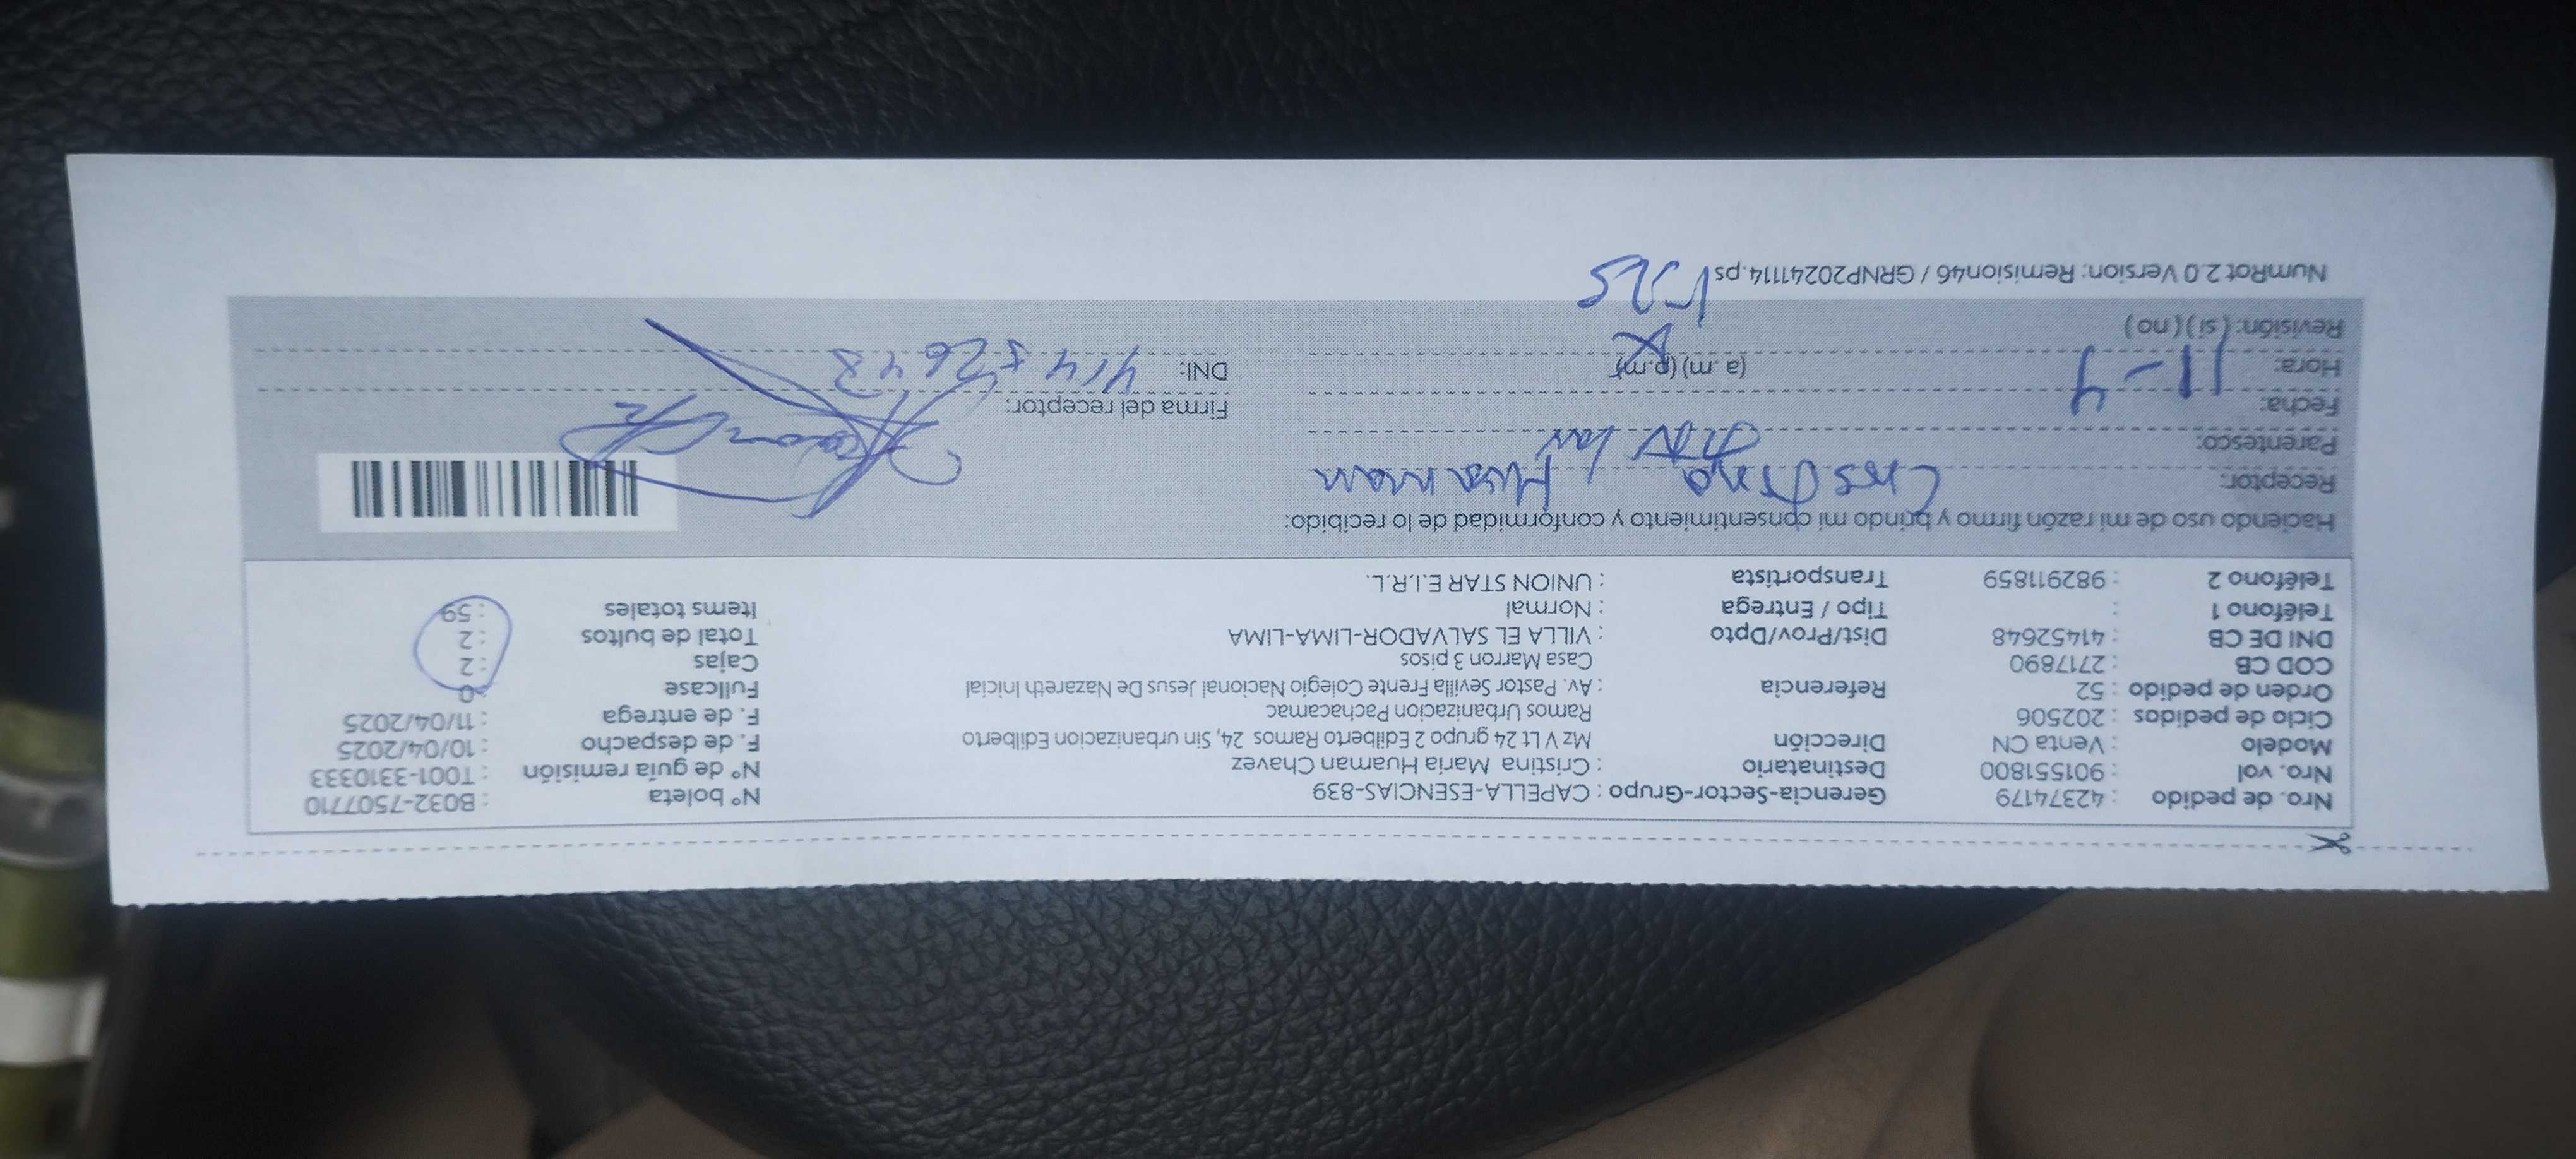 Nro. de pedido : 42374179 Gerencia-Sector-Grupo : CAPELLA-ESENCIAS-839 N° boleta : B032-7507710
Nro. vol : 901551800 Destinatario : Cristina Maria Huaman Chavez N° de guía remisión : T001-3310333
Modelo : Venta CN Dirección Mz V Lt 24 grupo 2 Edilberto Ramos 24, Sin urbanizacion Edilberto F. de despacho : 10/04/2025
Ciclo de pedidos : 202506 Ramos Urbanizacion Pachacamac F. de entrega : 11/04/2025
Orden de pedido : 52 Referencia : Av. Pastor Sevilla Frente Colegio Nacional Jesus De Nazareth Inicial Fullcase 0
COD CB : 2717890 Casa Marron 3 pisos Cajas : 2
DNI DE CB : 41452648 Dist/Prov/Dpto : VILLA EL SALVADOR-LIMA-LIMA Total de bultos : 2
Teléfono 1 : Tipo / Entrega : Normal Items totales : 59
Teléfono 2 : 982911859 Transportista : UNION STAR E.I.R.L.
Haciendo uso de mi razón firmo y brindo mi consentimiento y conformidad de lo recibido:
Receptor: Huaman
Parentesco:
Fecha: 11-4 Firma del receptor:
Hora: (a.m) (p.m) DNI:
Revisión: (si) (no)
NumRot 2.0 Version: Remision46 / GRNP20241114.ps